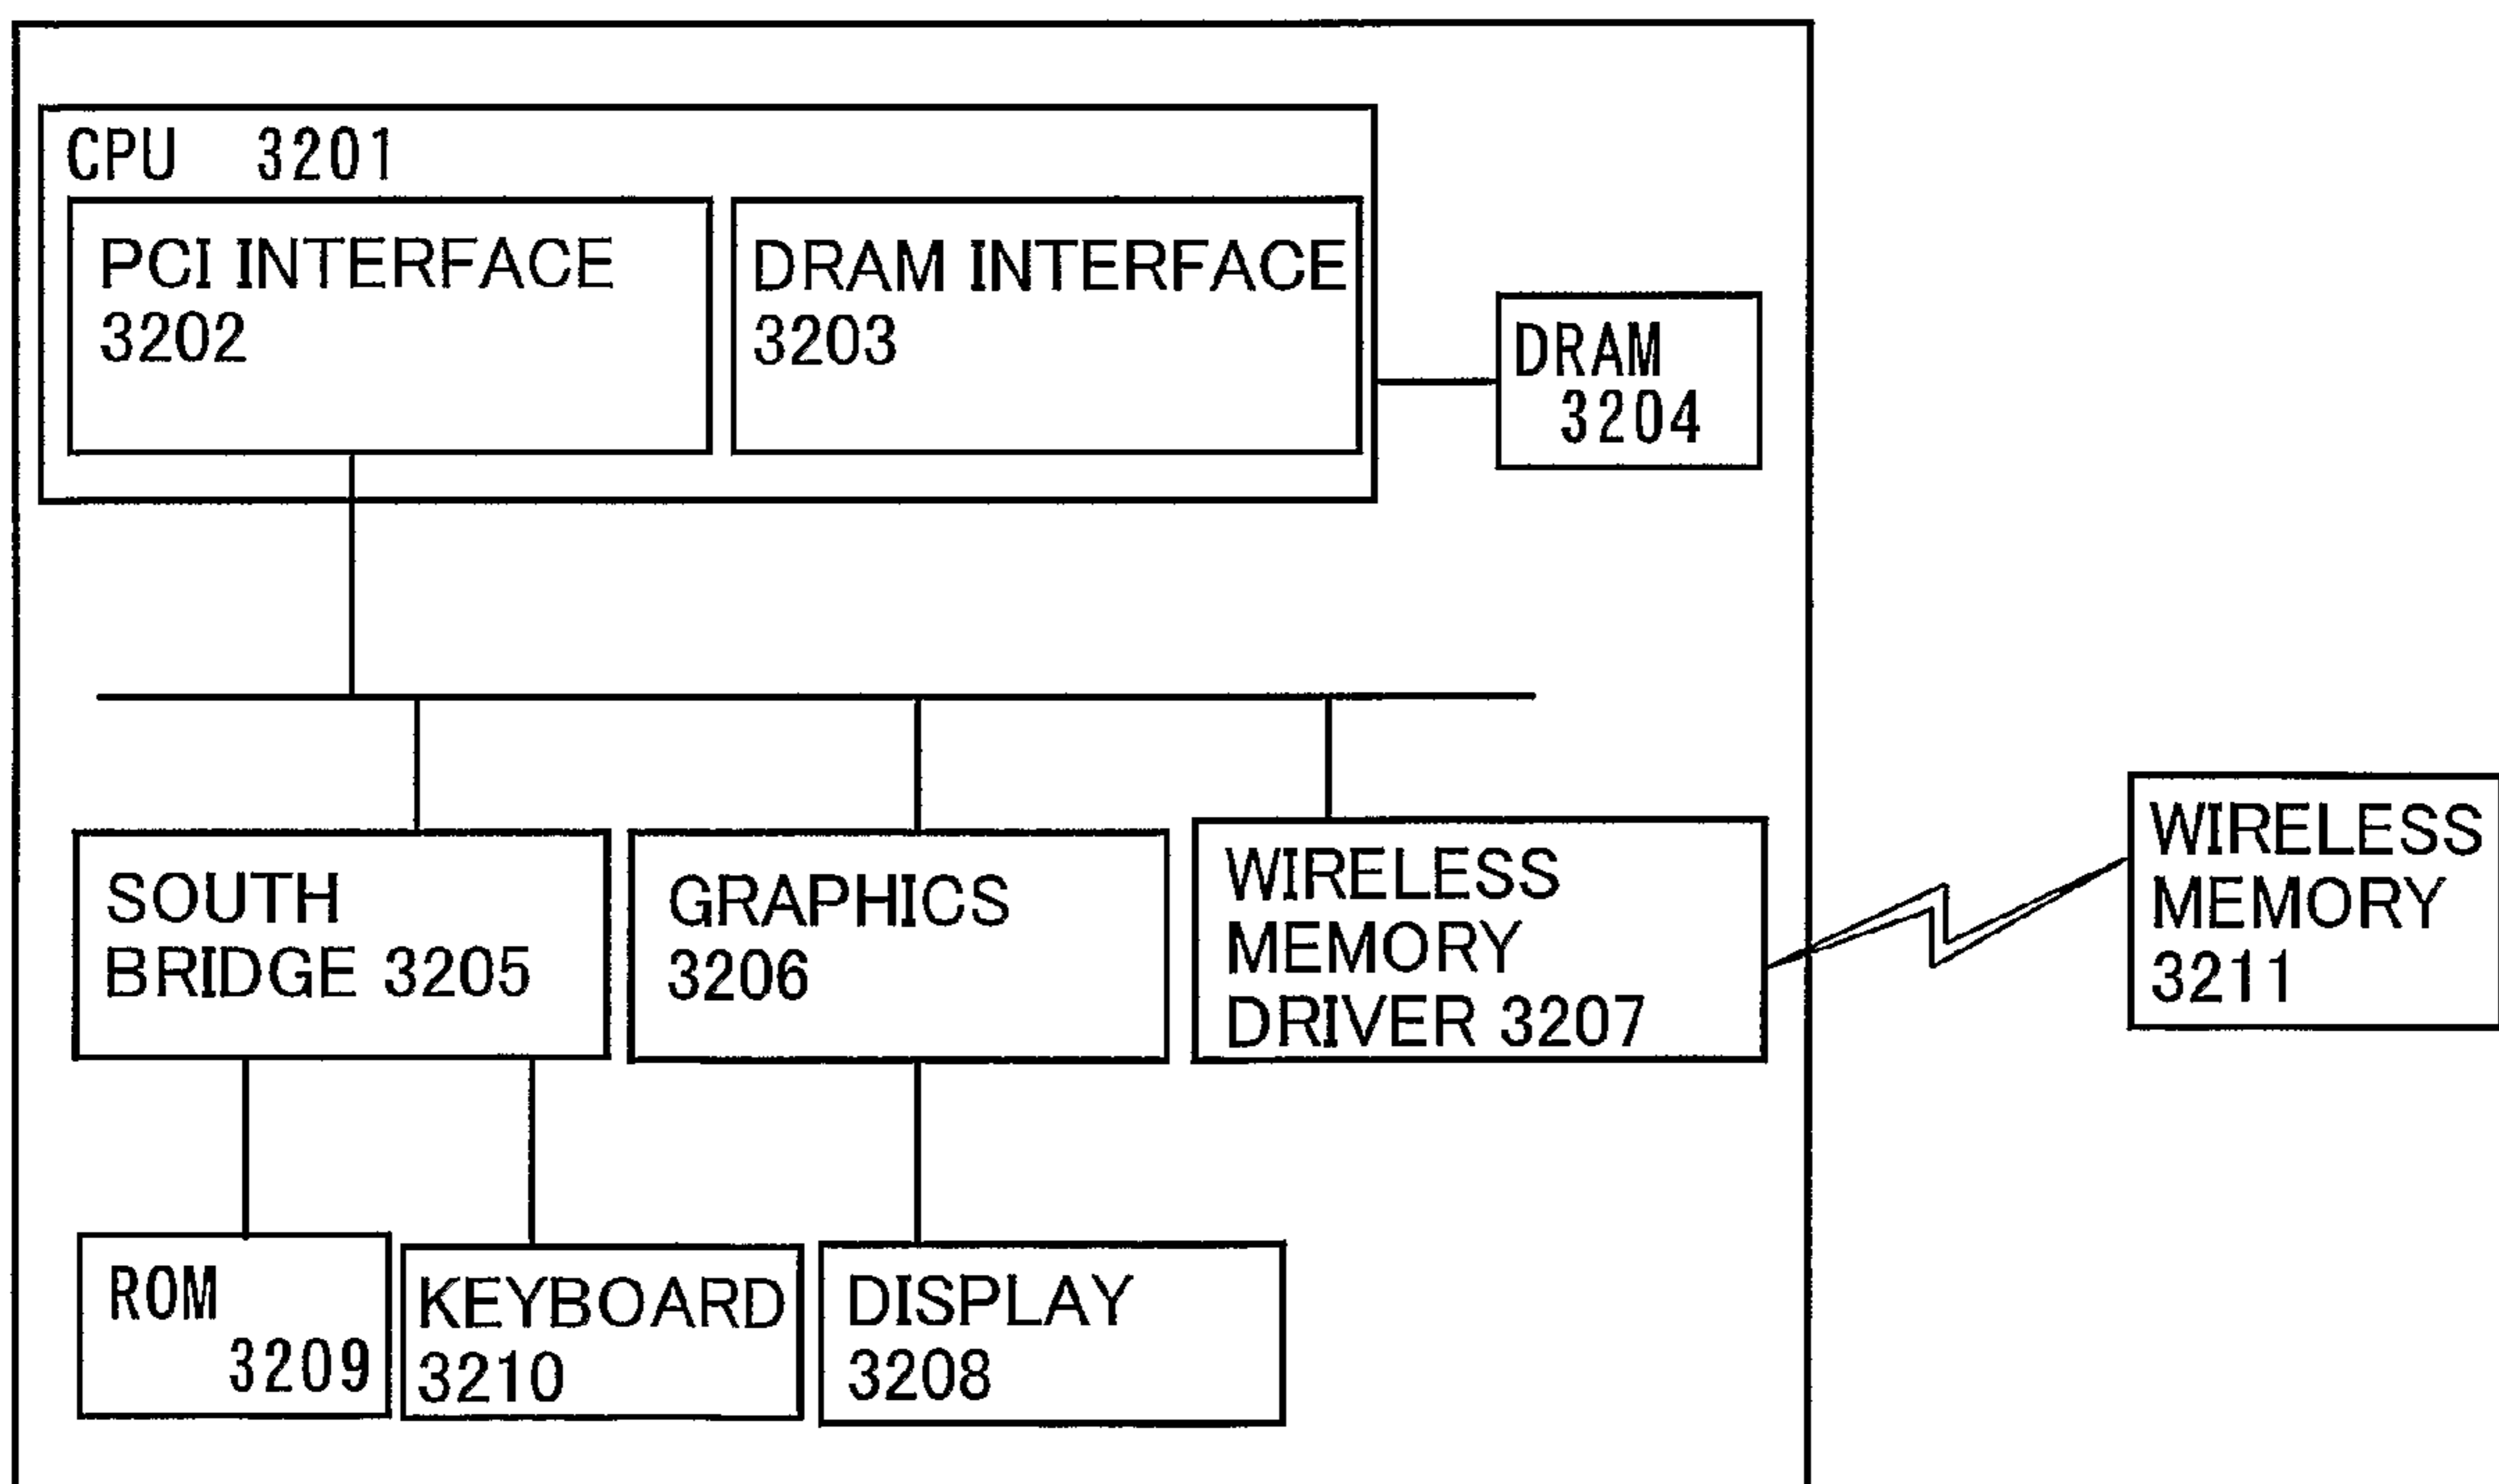 CPU 3201
PCI INTERFACE
3202
DRAM INTERFACE
3203
DRAM
3204
SOUTH
BRIDGE 3205
GRAPHICS
3206
WIRELESS
MEMORY
DRIVER 3207
WIRELESS
MEMORY
3211
ROM
3209
KEYBOARD
3210
DISPLAY
3208